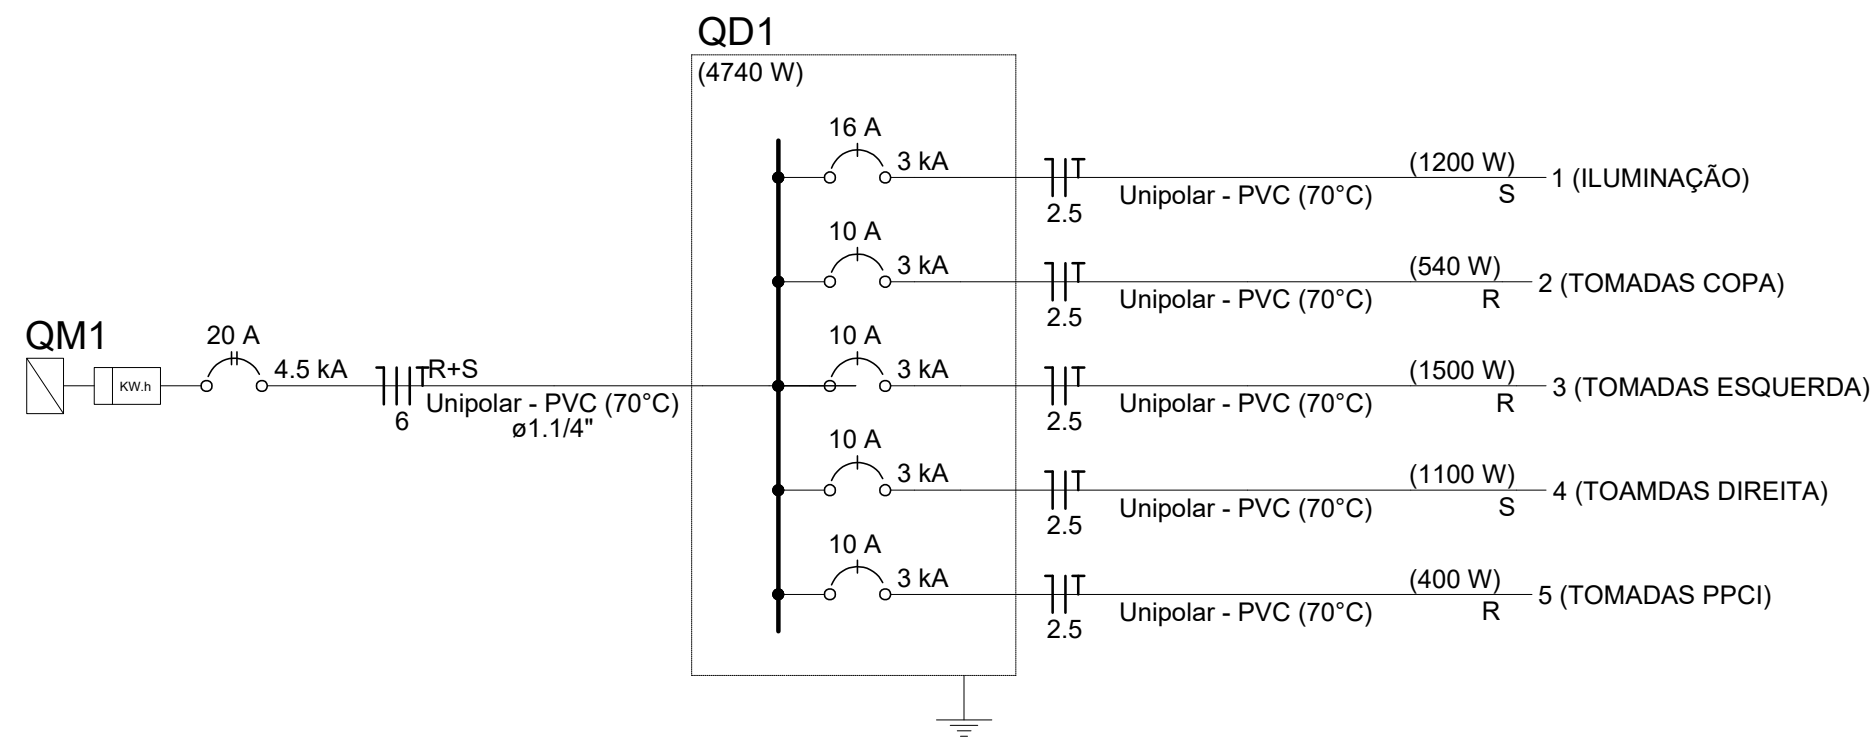 QD1
(4740 W)
16 A
3 kA
2.5
Unipolar - PVC (70°C)
(1200 W)
S
1 (ILUMINAÇÃO)
10 A
3 kA
2.5
Unipolar - PVC (70°C)
(540 W)
R
2 (TOMADAS COPA)
QM1
KW.h
20 A
4.5 kA
6
R+S
Unipolar - PVC (70°C)
ø1.1/4"
10 A
3 kA
2.5
Unipolar - PVC (70°C)
(1500 W)
R
3 (TOMADAS ESQUERDA)
10 A
3 kA
2.5
Unipolar - PVC (70°C)
(1100 W)
S
4 (TOAMDAS DIREITA)
10 A
3 kA
2.5
Unipolar - PVC (70°C)
(400 W)
R
5 (TOMADAS PPCI)